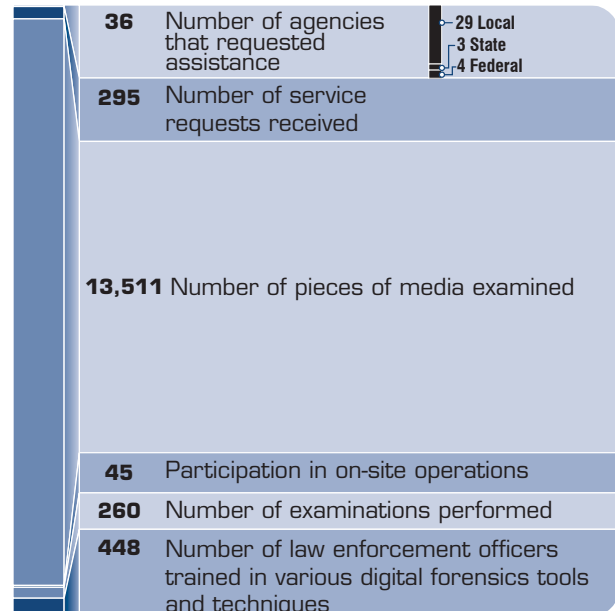 36 Number of agencies
that requested
assistance
29 Local
3 State
4 Federal
295 Number of service
requests received
13,511 Number of pieces of media examined
45 Participation in on-site operations
260 Number of examinations performed
448 Number of law enforcement officers
trained in various digital forensics tools
and techniques